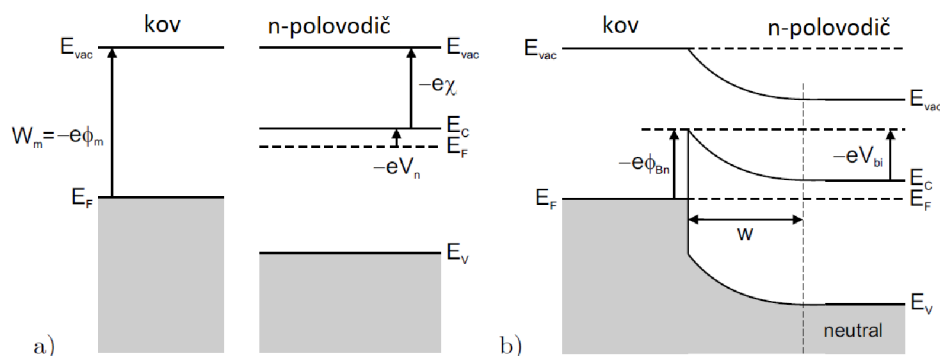 kov
n-polovodič
E_vac
E_vac
−eχ
W_m=−eϕ_m
E_C
E_F
−eV_n
E_F
E_V
a)
kov
n-polovodič
E_vac
E_vac
−eϕ_Bn
−eV_bi
E_C
E_F
E_F
w
E_V
neutral
b)